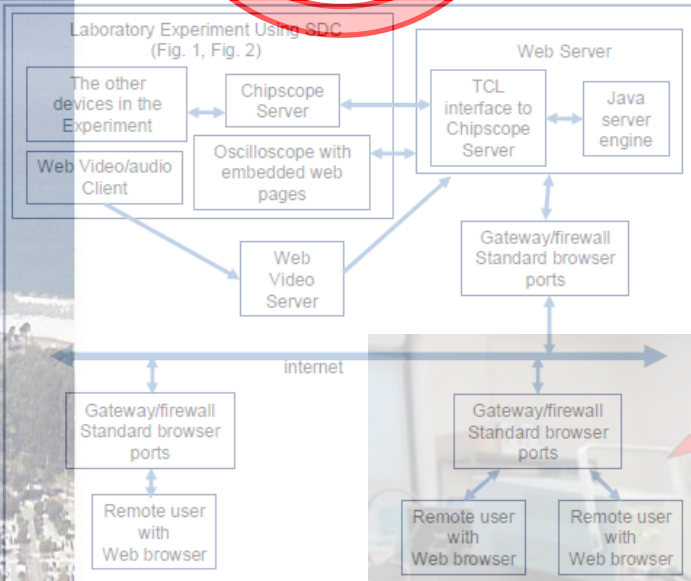 Laboratory Experiment Using SDC
(Fig. 1, Fig. 2)
The other
devices in the
Experiment
Chipscope
Server
Web Video/audio
Client
Oscilloscope with
embedded web
pages
Web Server
TCL
interface to
Chipscope
Server
Java
server
engine
Web
Video
Server
Gateway/firewall
Standard browser
ports
internet
Gateway/firewall
Standard browser
ports
Gateway/firewall
Standard browser
ports
Remote user
with
Web browser
Remote user
with
Web browser
Remote user
with
Web browser